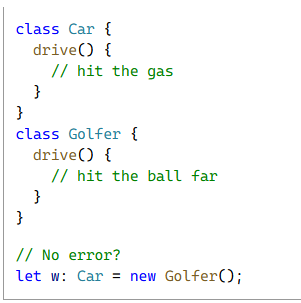 class Car {
  drive() {
    // hit the gas
  }
}
class Golfer {
  drive() {
    // hit the ball far
  }
}

// No error?
let w: Car = new Golfer();